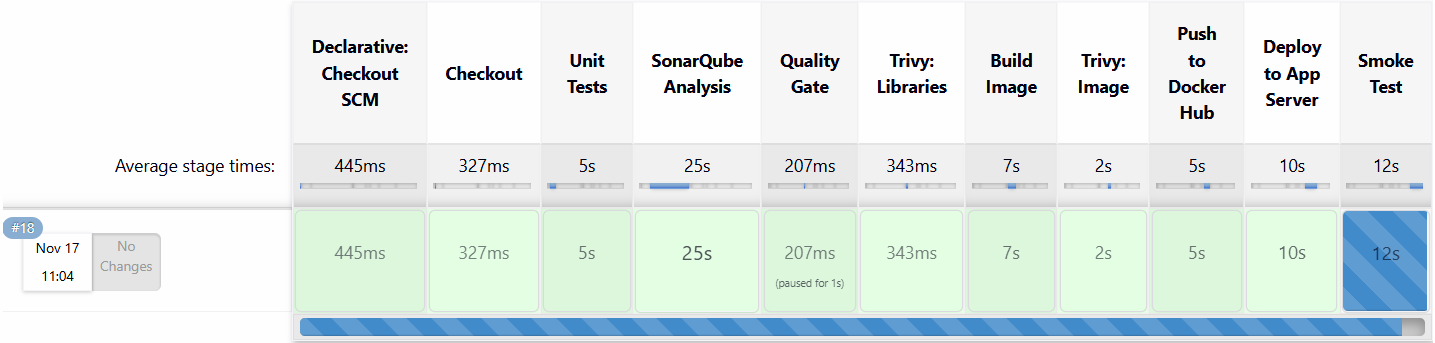 Declarative:
Checkout
SCM
Checkout
Unit
Tests
SonarQube
Analysis
Quality
Gate
Trivy:
Libraries
Build
Image
Trivy:
Image
Push
to
Docker
Hub
Deploy
to App
Server
Smoke
Test
Average stage times:
445ms
327ms
5s
25s
207ms
343ms
7s
2s
5s
10s
12s
#18
Nov 17
11:04
No
Changes
445ms
327ms
5s
25s
207ms
(paused for 1s)
343ms
7s
2s
5s
10s
12s